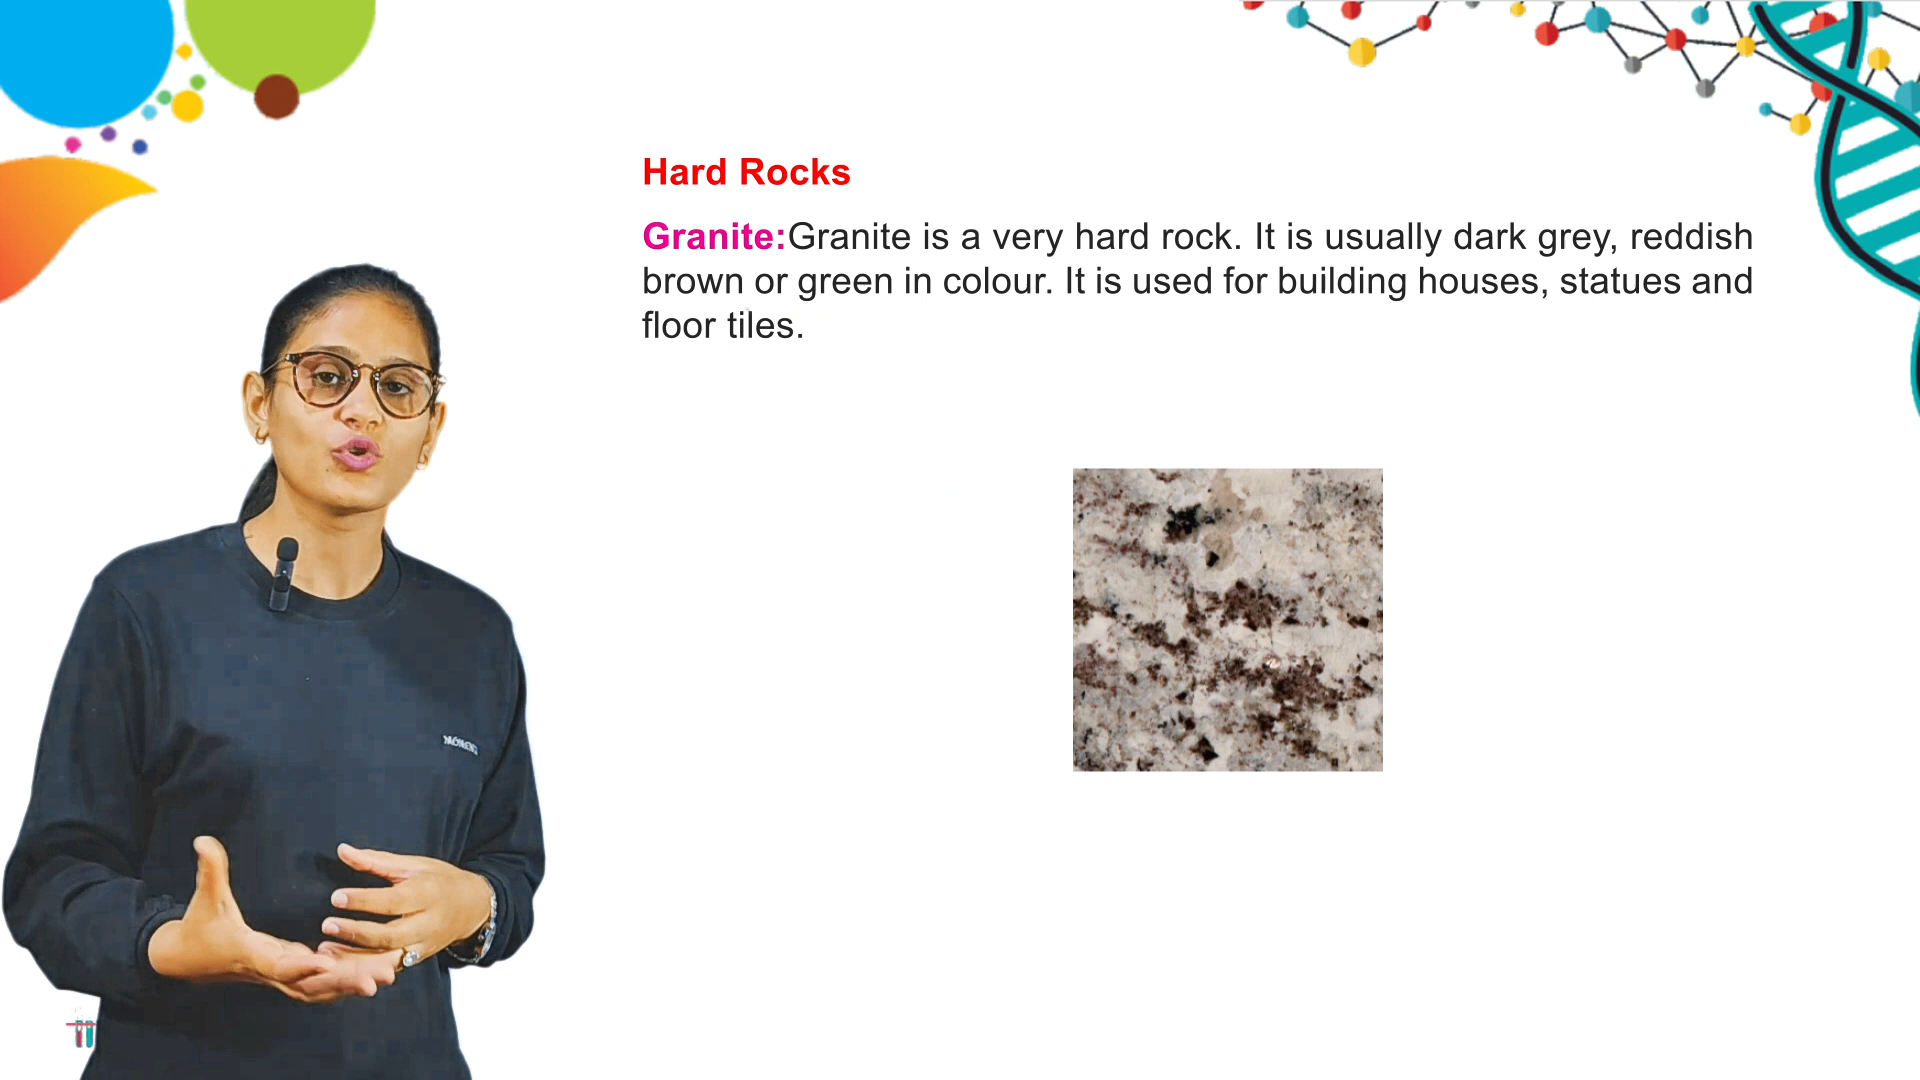 Hard Rocks
Granite:Granite is a very hard rock. It is usually dark grey, reddish
brown or green in colour. It is used for building houses, statues and
floor tiles.